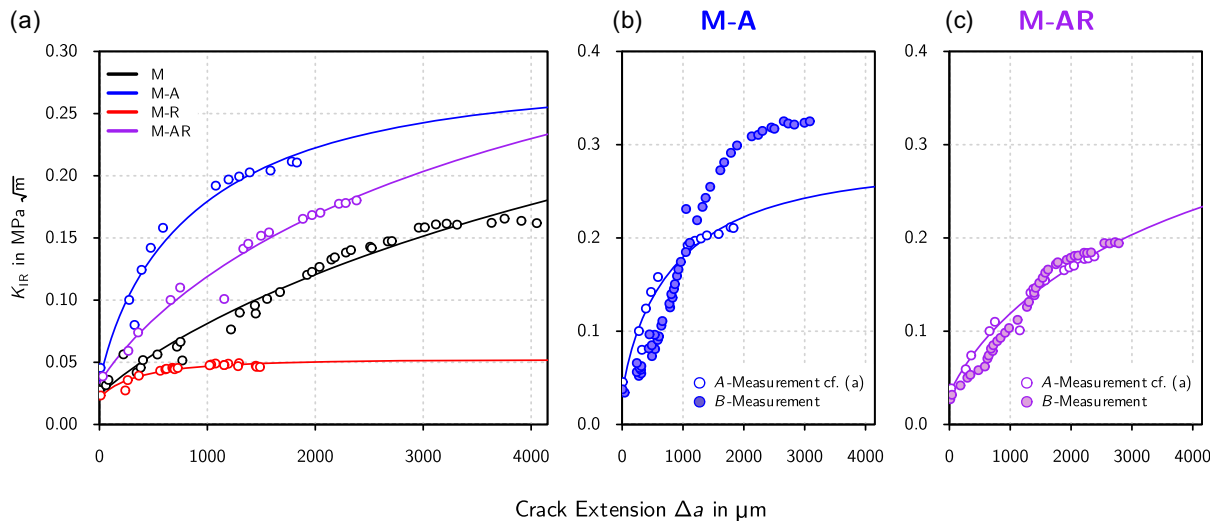 (a)
K_IR in MPa √m
0.30
0.25
0.20
0.15
0.10
0.05
0.00
M
M-A
M-R
M-AR
0 1000 2000 3000 4000
(b) M-A
0.4
0.3
0.2
0.1
0.0
A-Measurement cf. (a)
B-Measurement
0 1000 2000 3000 4000
(c) M-AR
0.4
0.3
0.2
0.1
0.0
A-Measurement cf. (a)
B-Measurement
0 1000 2000 3000 4000
Crack Extension Δa in µm